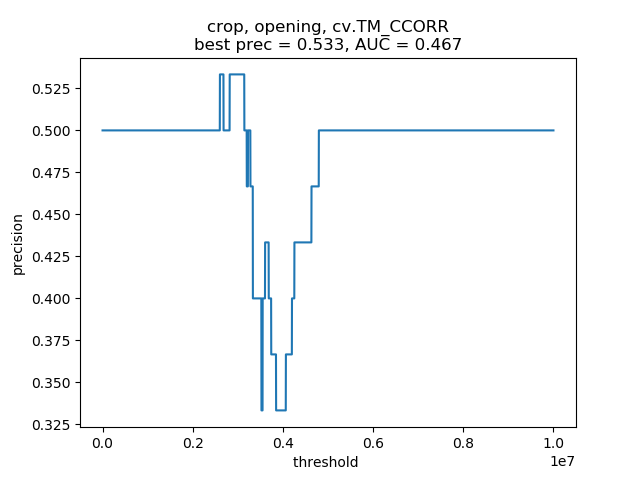 crop, opening, cv.TM_CCORR
best prec = 0.533, AUC = 0.467
0.525
0.500
0.475
0.450
0.425
0.400
0.375
0.350
0.325
precision
0.0 0.2 0.4 0.6 0.8 1.0
1e7
threshold